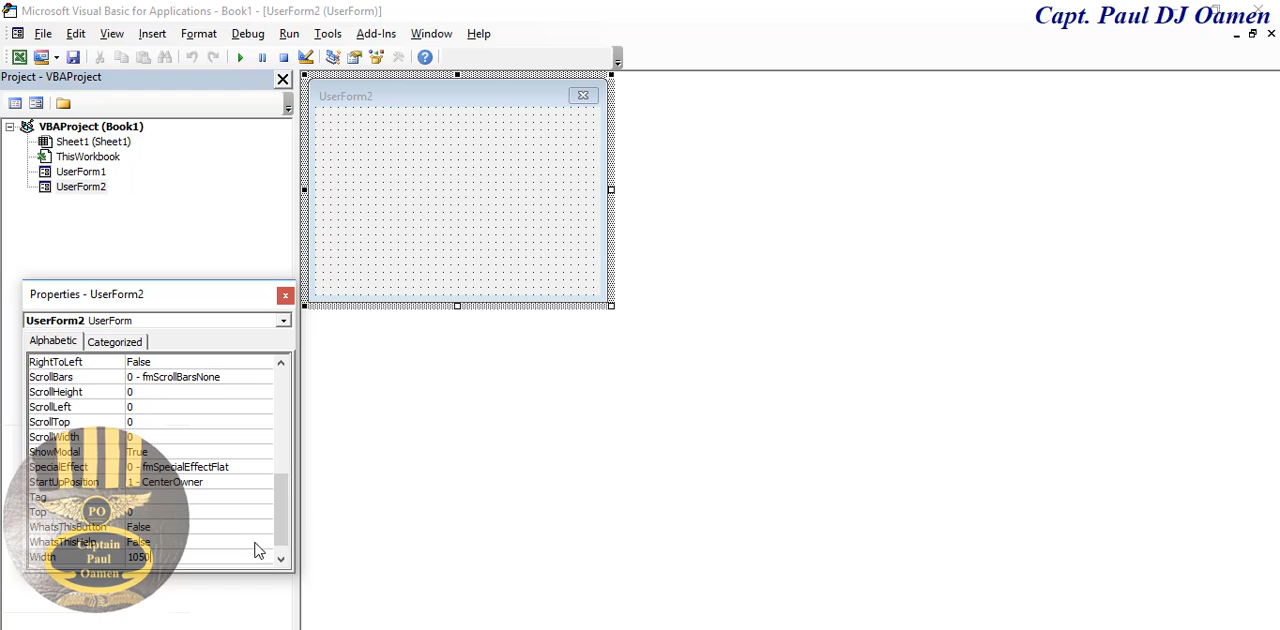 Microsoft Visual Basic for Applications - Book1 - [UserForm2 (UserForm)]
Capt. Paul DJ Oamen
File Edit View Insert Format Debug Run Tools Add-Ins Window Help
Project - VBAProject
VBAProject (Book1)
Sheet1 (Sheet1)
ThisWorkbook
UserForm1
UserForm2
UserForm2
Properties - UserForm2
UserForm2 UserForm
Alphabetic Categorized
RightToLeft False
ScrollBars 0 - fmScrollBarsNone
ScrollHeight 0
ScrollLeft 0
ScrollTop 0
ScrollWidth 0
ShowModal True
SpecialEffect 0 - fmSpecialEffectFlat
StartUpPosition 1 - CenterOwner
Tag
Top 0
WhatsThisButton False
WhatsThisHelp False
Width 1050
PO
Captain
Paul
Oamen